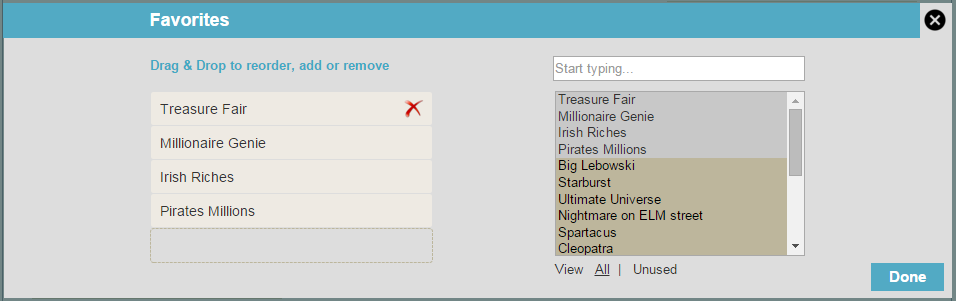 Favorites
Drag & Drop to reorder, add or remove
Treasure Fair
Millionaire Genie
Irish Riches
Pirates Millions
Start typing...
Treasure Fair
Millionaire Genie
Irish Riches
Pirates Millions
Big Lebowski
Starburst
Ultimate Universe
Nightmare on ELM street
Spartacus
Cleopatra
View All | Unused
Done